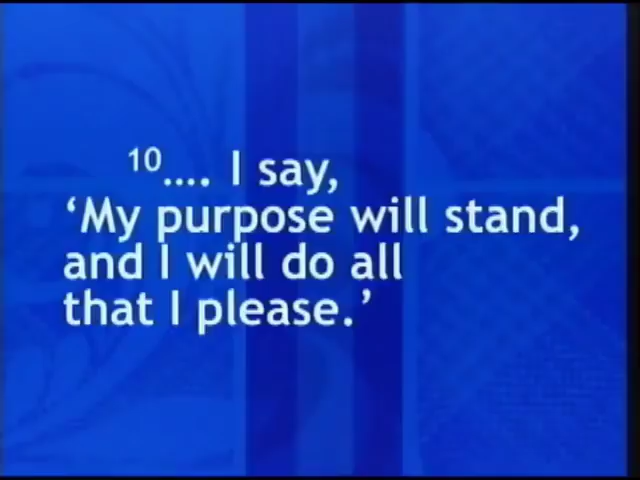 10.... I say,
‘My purpose will stand,
and I will do all
that I please.’